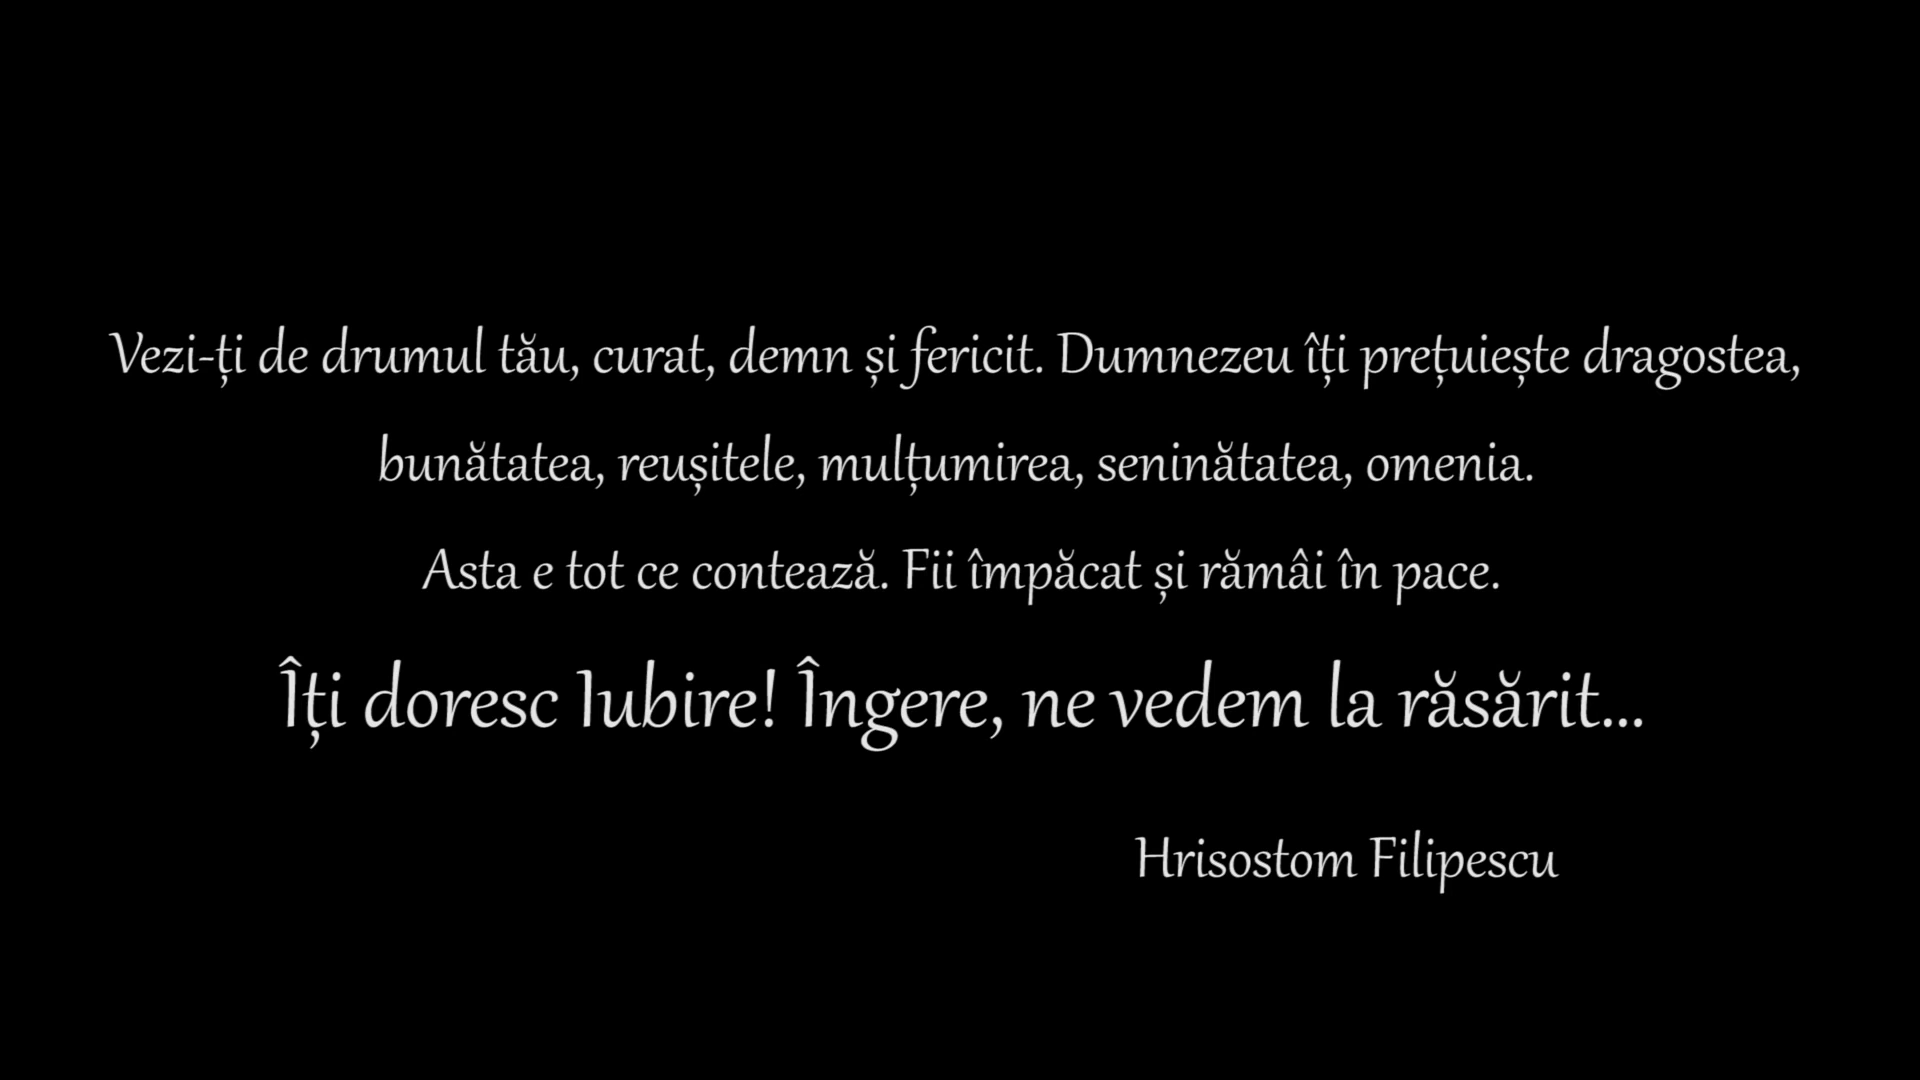 Vezi-ți de drumul tău, curat, demn și fericit. Dumnezeu îți prețuiește dragostea,
bunătatea, reușitele, mulțumirea, seninătatea, omenia.
Asta e tot ce contează. Fii împăcat și rămâi în pace.
Îți doresc Iubire! Îngere, ne vedem la răsărit...
Hrisostom Filipescu